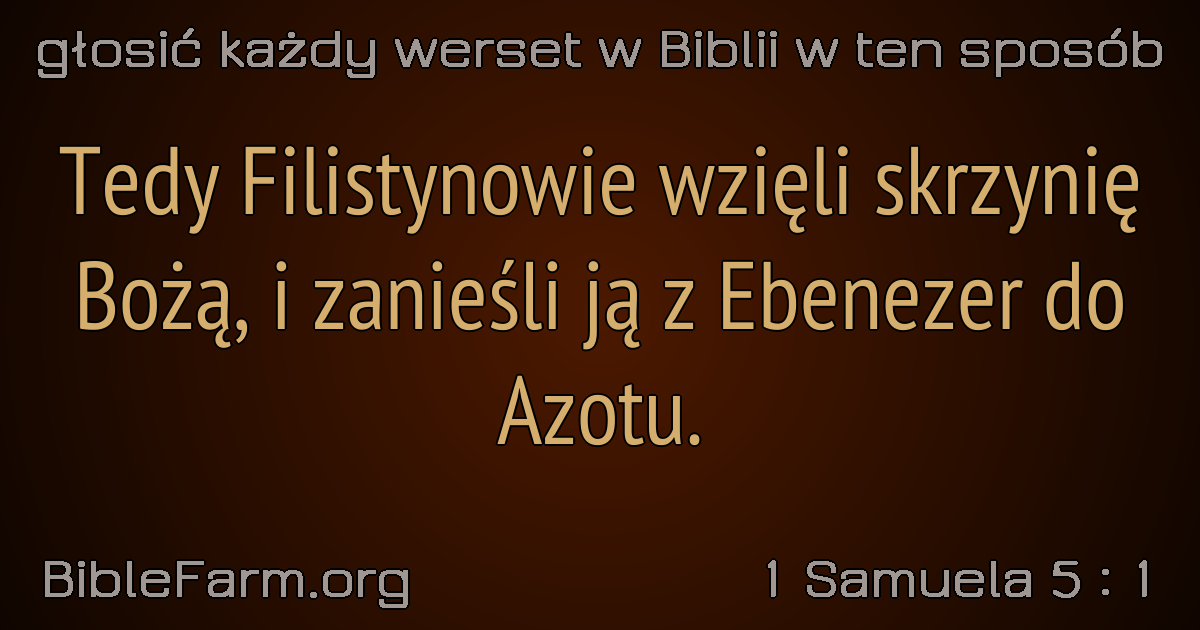 głosić każdy werset w Biblii w ten sposób
Tedy Filistynowie wzięli skrzynię
Bożą, i zanieśli ją z Ebenezer do
Azotu.
BibleFarm.org
1 Samuela 5 : 1